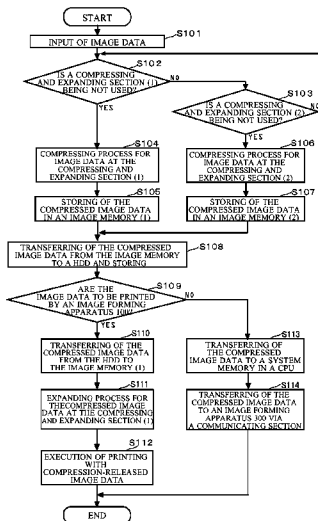 START
S101
INPUT OF IMAGE DATA
S102
IS A COMPRESSING
AND EXPANDING SECTION (1)
BEING NOT USED?
NO
YES
S103
IS A COMPRESSING
AND EXPANDING SECTION (2)
BEING NOT USED?
NO
YES
S104
COMPRESSING PROCESS FOR
IMAGE DATA AT THE
COMPRESSING AND
EXPANDING SECTION (1)
S106
COMPRESSING PROCESS FOR
IMAGE DATA AT THE
COMPRESSING AND
EXPANDING SECTION (2)
S105
STORING OF THE
COMPRESSED IMAGE DATA
IN AN IMAGE MEMORY (1)
S107
STORING OF THE
COMPRESSED IMAGE DATA
IN AN IMAGE MEMORY (2)
S108
TRANSFERRING OF THE COMPRESSED
IMAGE DATA FROM THE IMAGE MEMORY
TO A HDD AND STORING
S109
ARE THE
IMAGE DATA TO BE PRINTED
BY AN IMAGE FORMING
APPARATUS 100?
NO
YES
S110
TRANSFERRING OF THE
COMPRESSED IMAGE DATA
FROM THE HDD TO
THE IMAGE MEMORY (1)
S113
TRANSFERRING OF
THE COMPRESSED
IMAGE DATA TO A SYSTEM
MEMORY IN A CPU
S111
EXPANDING PROCESS FOR
THECOMPRESSED IMAGE
DATA AT THE COMPRESSING
AND EXPANDING SECTION (1)
S114
TRANSFERRING OF THE
COMPRESSED IMAGE DATA
TO AN IMAGE FORMING
APPARATUS 300 VIA
A COMMUNICATING SECTION
S112
EXECUTION OF PRINTING
WITH
COMPRESSION-RELEASED
IMAGE DATA
END